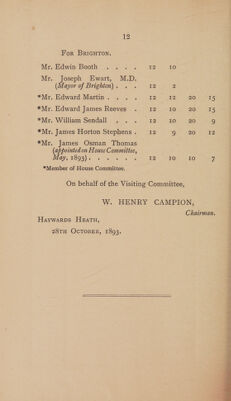 12
FOR BRIGHTON.
Mr. Edwin Booth . . . . 12 10
Mr. Joseph Ewart, M.D.
(Mayor of Brighton) . . . 12 2
*Mr. Edward Martin . . . . 12 12 20 15
*Mr. Edward James Reeves . 12 10 20 15
*Mr. William Sendall . . . 12 10 20 9
*Mr. James Horton Stephens . 12 9 20 12
*Mr. James Osman Thomas
(appointed on House Committee,
May, 1893) . . . . . . 12 10 10 7
*Member of House Committee.
On behalf of the Visiting Committee,
W. HENRY CAMPION,
Chairman.
HAYWARDS HEATH,
28TH OCTOBER, 1893.